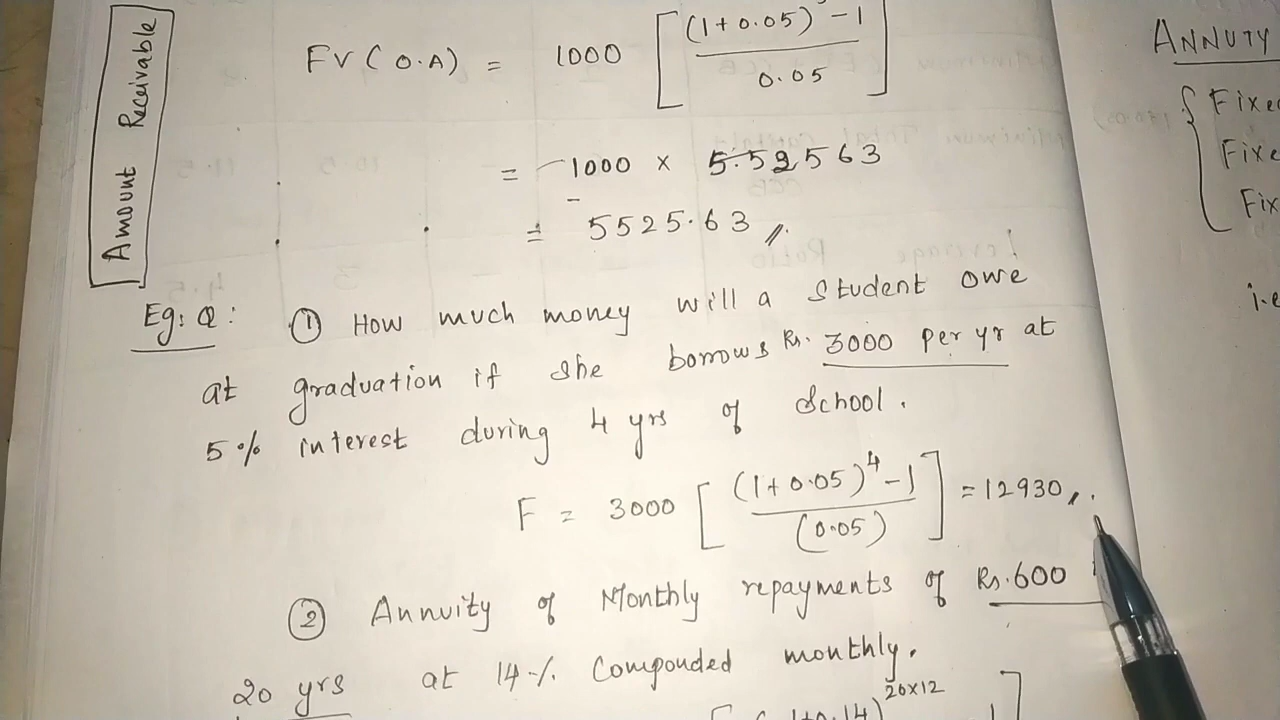 Amount Receivable
FV (O.A) = 1000 [ (1+0.05) - 1 / 0.05 ]
= 1000 × 5.52563
= 5525.63 //.
Eg: Q: ① How much money will a student owe
at graduation if she borrows Rs. 3000 per yr at
5% interest during 4 yrs of School.
F = 3000 [ (1+0.05)^4 - 1 / (0.05) ] = 12930 //.
② Annuity of Monthly repayments of Rs.600
20 yrs at 14% Compouded monthly.
20x12
ANNUTY
{ Fixe
Fixe
Fix
i.e